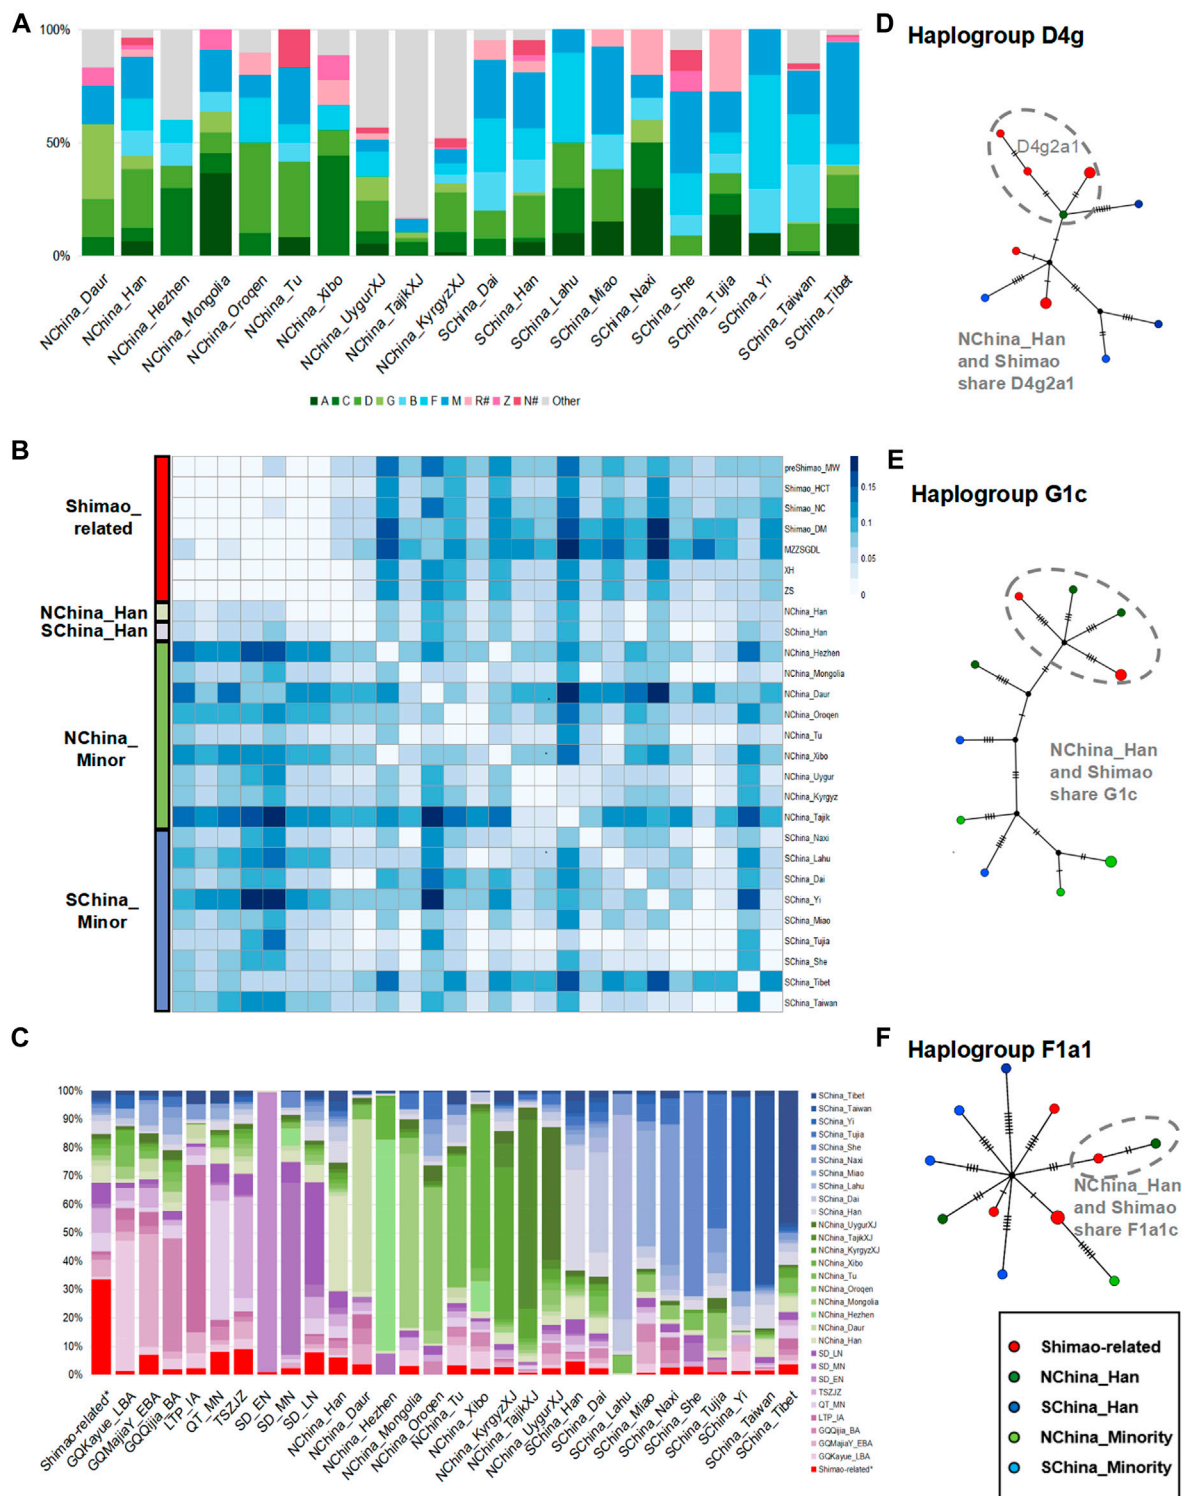 A
100%
50%
0%
NChina_Daur
NChina_Han
NChina_Hezhen
NChina_Mongolia
NChina_Oroqen
NChina_Tu
NChina_Xibo
NChina_UygurXJ
NChina_TajikXJ
NChina_KyrgyzXJ
SChina_Dai
SChina_Han
SChina_Lahu
SChina_Miao
SChina_Naxi
SChina_She
SChina_Tujia
SChina_Yi
SChina_Taiwan
SChina_Tibet
A C D G B F M R# Z N# Other
B
Shimao_
related
NChina_Han
SChina_Han
NChina_
Minor
SChina_
Minor
preShimao_MW
Shimao_HCT
Shimao_NC
Shimao_DM
MZZSGDL
XH
ZS
NChina_Han
SChina_Han
NChina_Hezhen
NChina_Mongolia
NChina_Daur
NChina_Oroqen
NChina_Tu
NChina_Xibo
NChina_Uygur
NChina_Kyrgyz
NChina_Tajik
SChina_Naxi
SChina_Lahu
SChina_Dai
SChina_Yi
SChina_Miao
SChina_Tujia
SChina_She
SChina_Tibet
SChina_Taiwan
0.15
0.1
0.05
0
C
100%
90%
80%
70%
60%
50%
40%
30%
20%
10%
0%
Shimao-related*
GQKayue_LBA
GQMajiaY_EBA
GQQijia_BA
LTP_IA
QT_MN
TSZJZ
SD_EN
SD_MN
SD_LN
NChina_Han
NChina_Daur
NChina_Hezhen
NChina_Mongolia
NChina_Oroqen
NChina_Tu
NChina_Xibo
NChina_KyrgyzXJ
NChina_TajikXJ
NChina_UygurXJ
SChina_Han
SChina_Dai
SChina_Lahu
SChina_Miao
SChina_Naxi
SChina_She
SChina_Tujia
SChina_Yi
SChina_Taiwan
SChina_Tibet
SChina_Tibet
SChina_Taiwan
SChina_Yi
SChina_Tujia
SChina_She
SChina_Naxi
SChina_Miao
SChina_Lahu
SChina_Dai
SChina_Han
NChina_UygurXJ
NChina_TajikXJ
NChina_KyrgyzXJ
NChina_Xibo
NChina_Tu
NChina_Oroqen
NChina_Mongolia
NChina_Hezhen
NChina_Daur
NChina_Han
SD_LN
SD_MN
SD_EN
TSZJZ
QT_MN
LTP_IA
GQQijia_BA
GQMajiaY_EBA
GQKayue_LBA
Shimao-related*
D
Haplogroup D4g
D4g2a1
NChina_Han
and Shimao
share D4g2a1
E
Haplogroup G1c
NChina_Han
and Shimao
share G1c
F
Haplogroup F1a1
NChina_Han
and Shimao
share F1a1c
Shimao-related
NChina_Han
SChina_Han
NChina_Minority
SChina_Minority